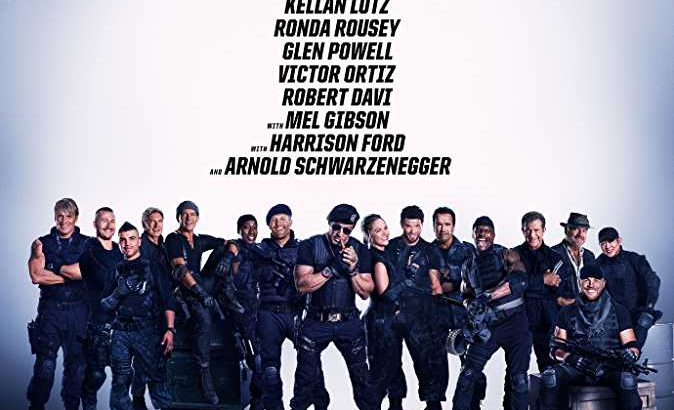 KELLAN LUTZ
RONDA ROUSEY
GLEN POWELL
VICTOR ORTIZ
ROBERT DAVI
WITH MEL GIBSON
WITH HARRISON FORD
AND ARNOLD SCHWARZENEGGER